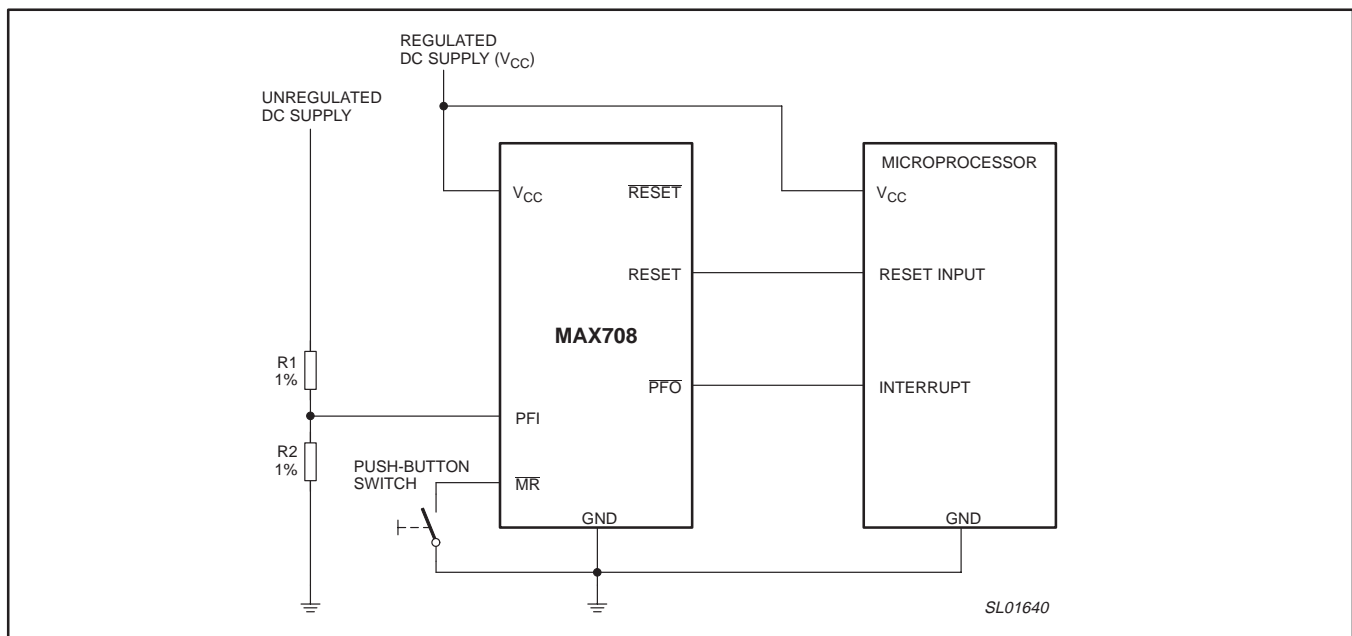 REGULATED
DC SUPPLY (VCC)
UNREGULATED
DC SUPPLY
MICROPROCESSOR
VCC
RESET
VCC
RESET
RESET INPUT
MAX708
R1
1%
PFO
INTERRUPT
PFI
R2
1%
PUSH-BUTTON
SWITCH
MR
GND
GND
SL01640